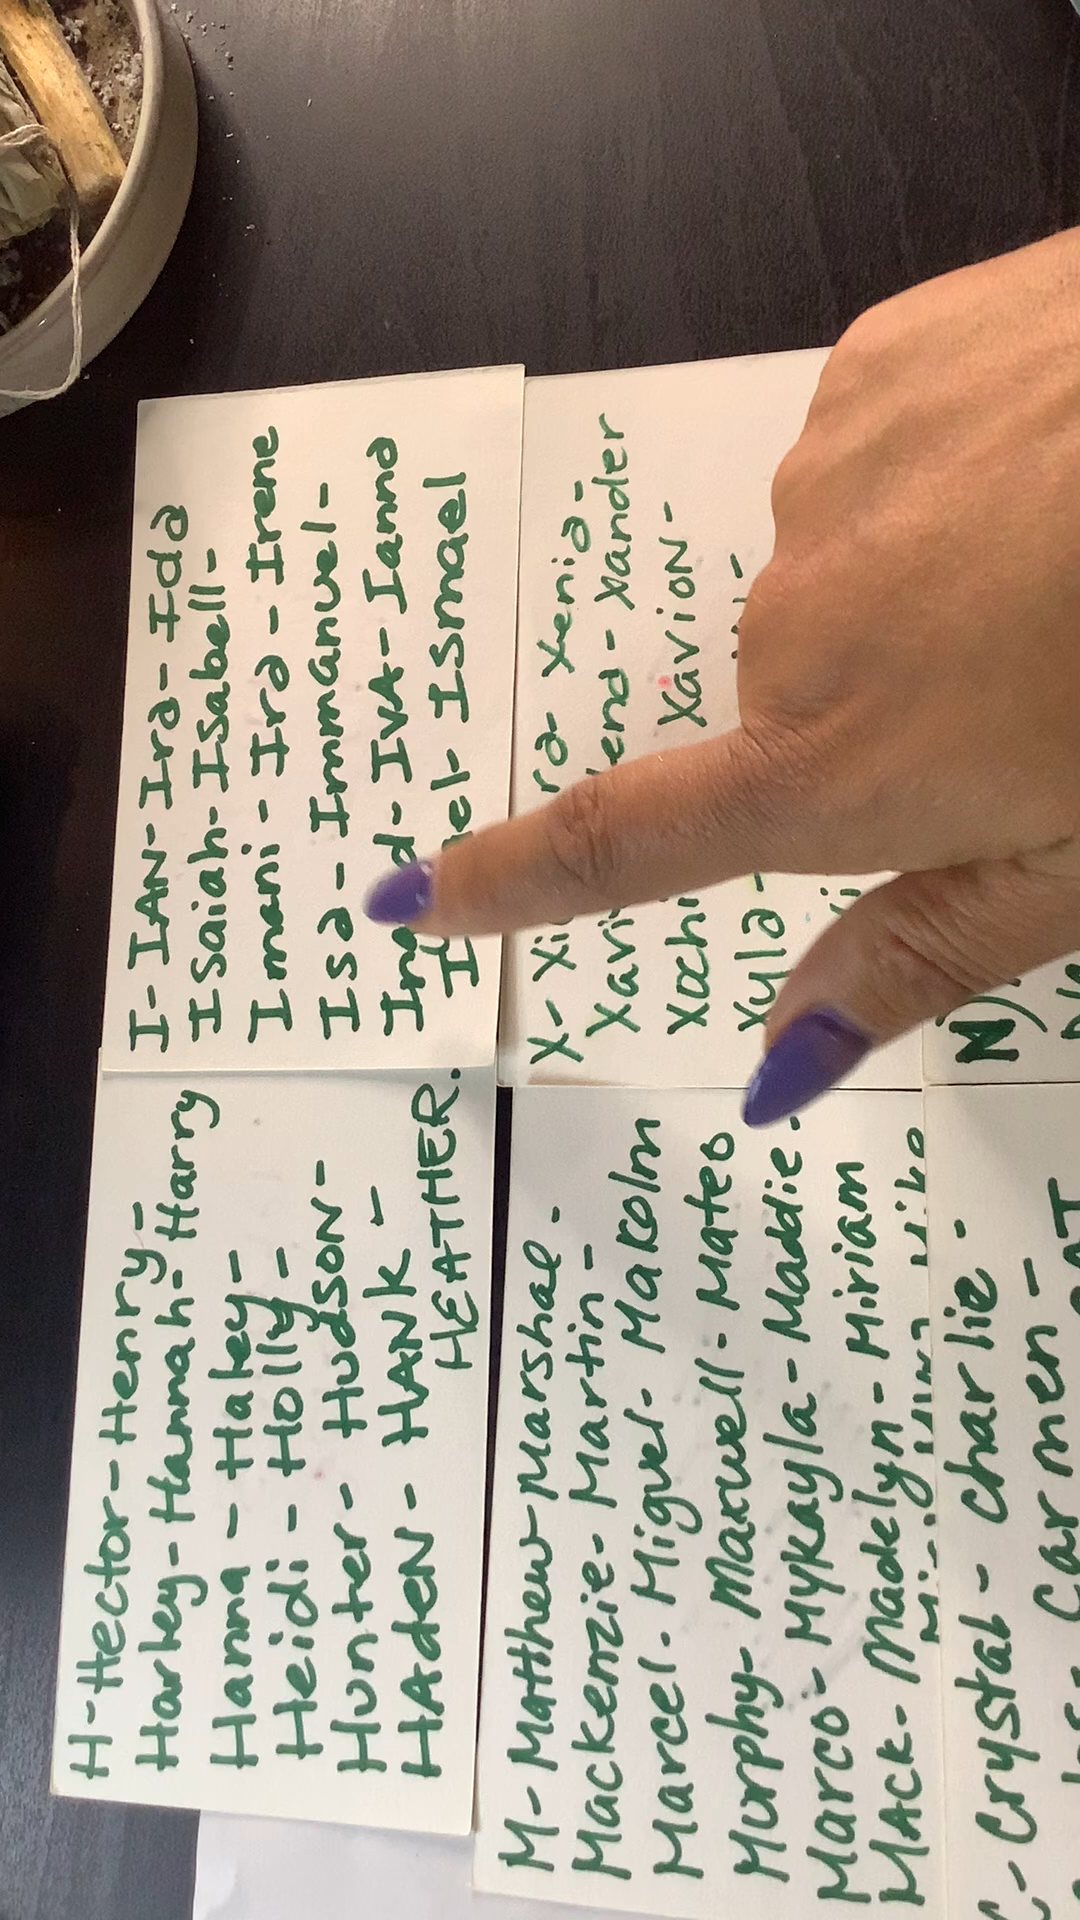 I - IAN - Ira - Ida
Isaiah - Isabell -
Imani - Ira - Irene
Isa - Immanuel -
IVA - Ianna
Ismael
H - Hector - Henry -
Harley - Hannah - Harry
Hanna - Haley -
Heidi - Holly -
Hunter - HUdSON -
HAdeN - HANK -
HEATHER.
X - Xenia -
Xander
Xochi XaviON -
Xyla -
M - Matthew - Marshal -
Mackenzie - Martin -
Marcel - Miguel - Makolm
Murphy - Maxwell - Mateo
Marco - MyKayla - Maddie -
MACK - Madelyn - Miriam
N)
- Crystal - Charlie -
Carmen -